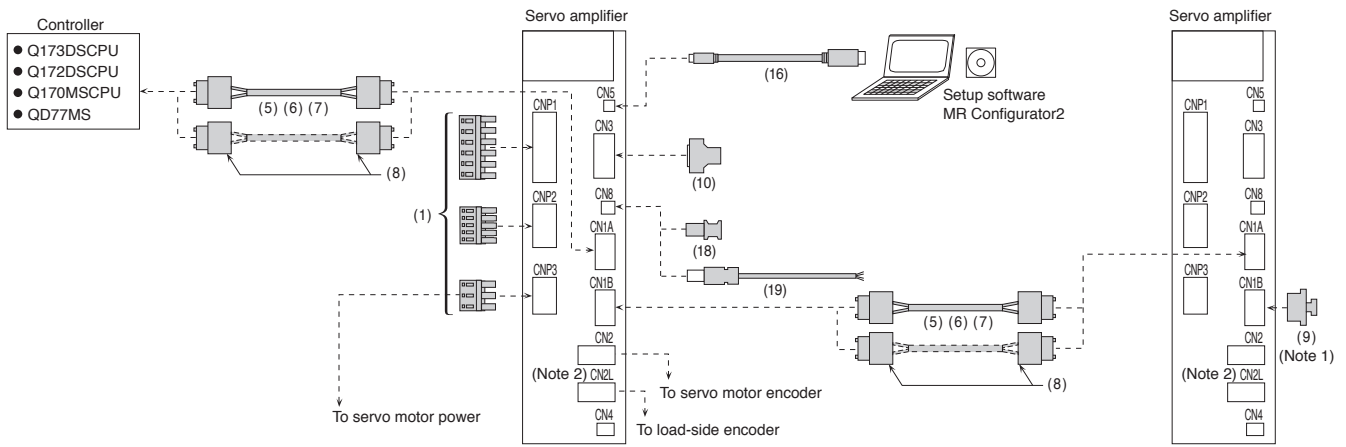 Controller
● Q173DSCPU
● Q172DSCPU
● Q170MSCPU
● QD77MS
(5) (6) (7)
(8)
Servo amplifier
CNP1
CNP2
CNP3
CN5
CN3
CN8
CN1A
CN1B
CN2
(Note 2) CN2L
CN4
(1)
To servo motor power
(16)
Setup software
MR Configurator2
(10)
(18)
(19)
To servo motor encoder
To load-side encoder
(5) (6) (7)
(8)
Servo amplifier
CNP1
CNP2
CNP3
CN5
CN3
CN8
CN1A
CN1B
CN2
(Note 2) CN2L
CN4
(9)
(Note 1)